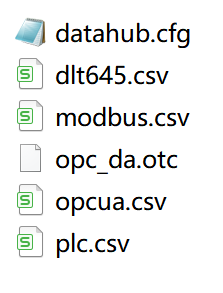 datahub.cfg
dlt645.csv
modbus.csv
opc_da.otc
opcua.csv
plc.csv